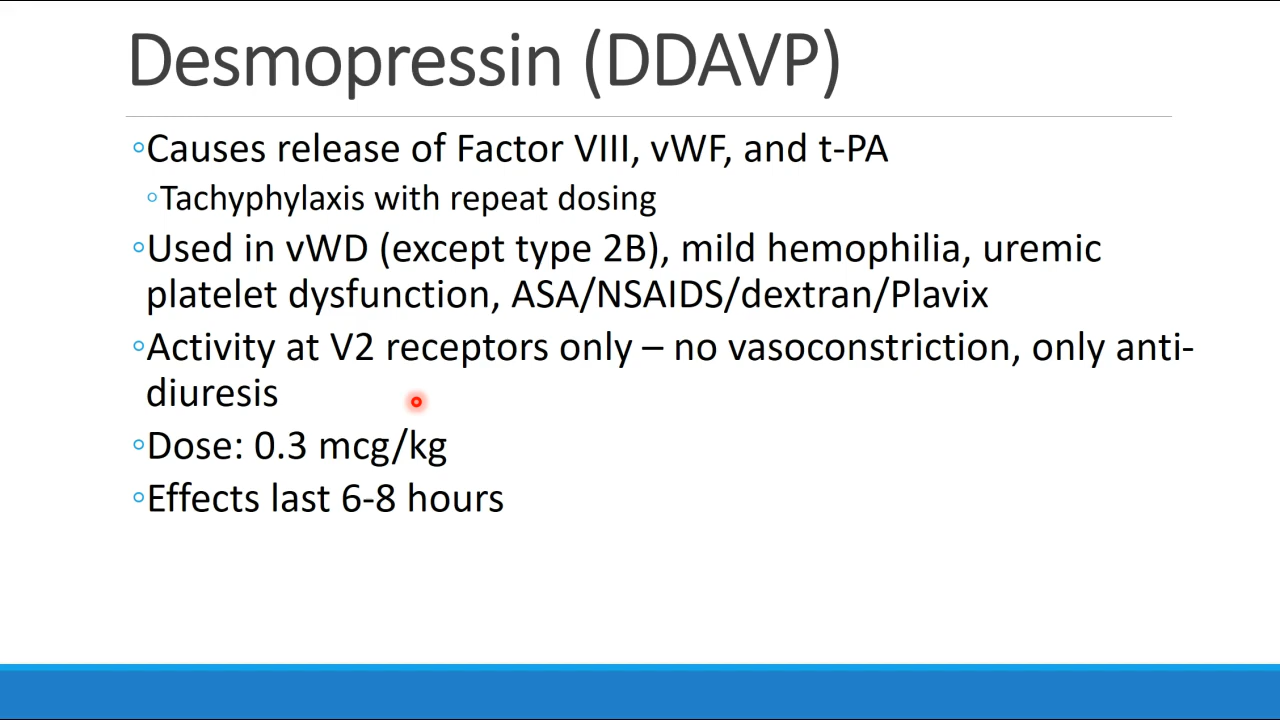 Desmopressin (DDAVP)
◦Causes release of Factor VIII, vWF, and t-PA
◦Tachyphylaxis with repeat dosing
◦Used in vWD (except type 2B), mild hemophilia, uremic
platelet dysfunction, ASA/NSAIDS/dextran/Plavix
◦Activity at V2 receptors only – no vasoconstriction, only anti-
diuresis
◦Dose: 0.3 mcg/kg
◦Effects last 6-8 hours